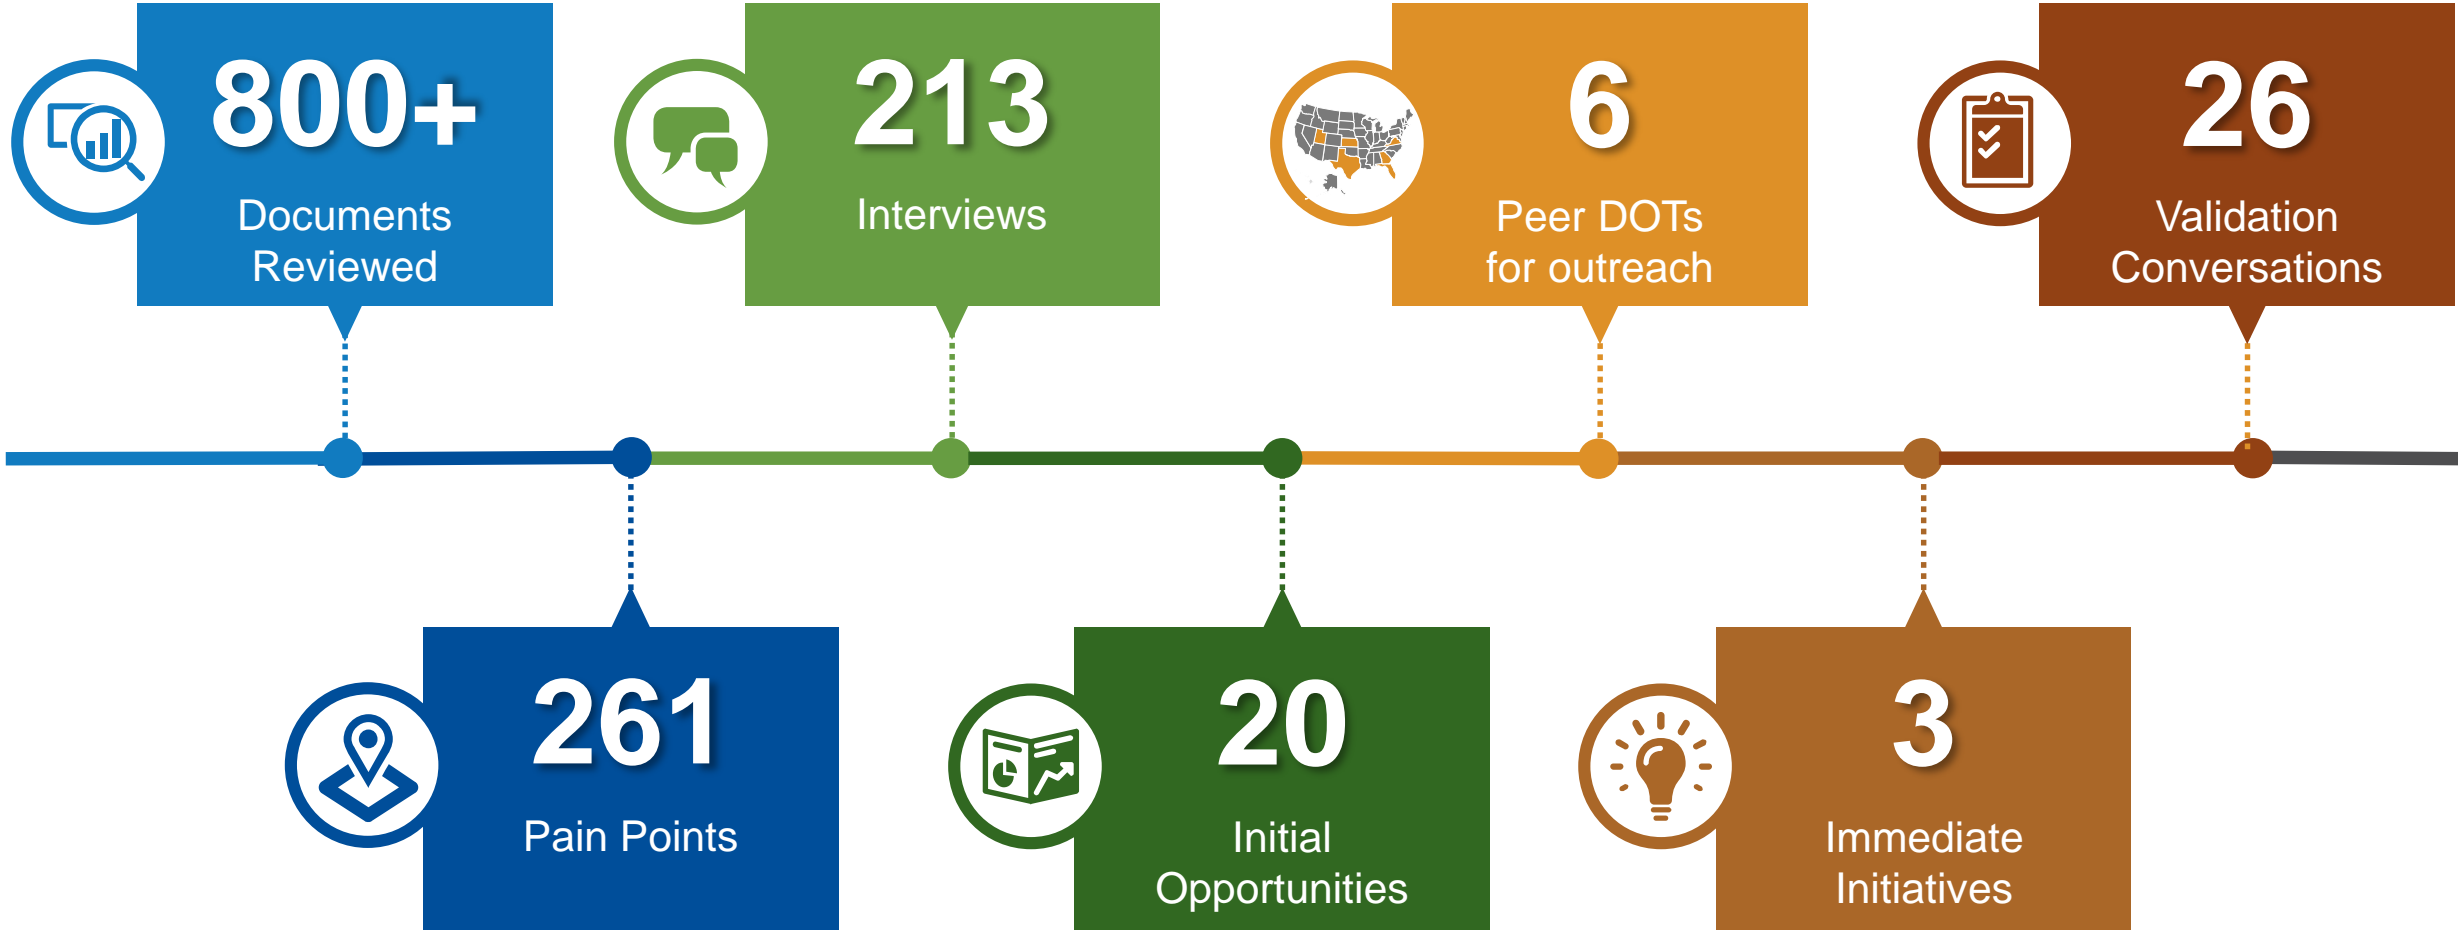 800+
Documents
Reviewed
261
Pain Points
213
Interviews
20
Initial
Opportunities
6
Peer DOTs
for outreach
3
Immediate
Initiatives
26
Validation
Conversations